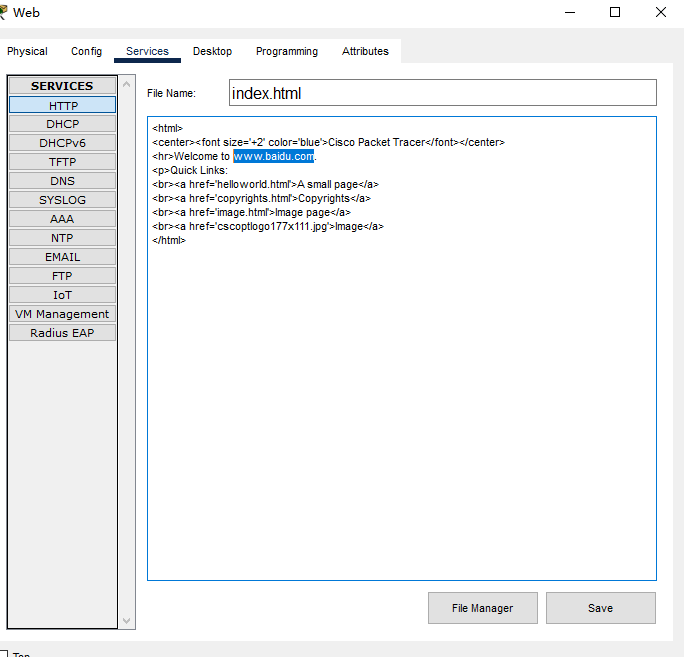 Web
Physical Config Services Desktop Programming Attributes
SERVICES
HTTP
DHCP
DHCPv6
TFTP
DNS
SYSLOG
AAA
NTP
EMAIL
FTP
IoT
VM Management
Radius EAP
File Name: index.html
<html>
<center><font size='+2' color='blue'>Cisco Packet Tracer</font></center>
<hr>Welcome to www.baidu.com.
<p>Quick Links:
<br><a href='helloworld.html'>A small page</a>
<br><a href='copyrights.html'>Copyrights</a>
<br><a href='image.html'>Image page</a>
<br><a href='cscoptlogo177x111.jpg'>Image</a>
</html>
File Manager Save
Top